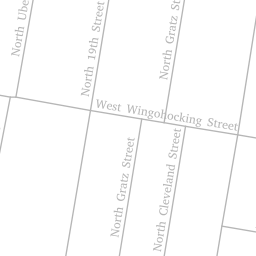 North Ube
North 19th Street
North Gratz St
West Wingohocking Street
North Gratz Street
North Cleveland Street